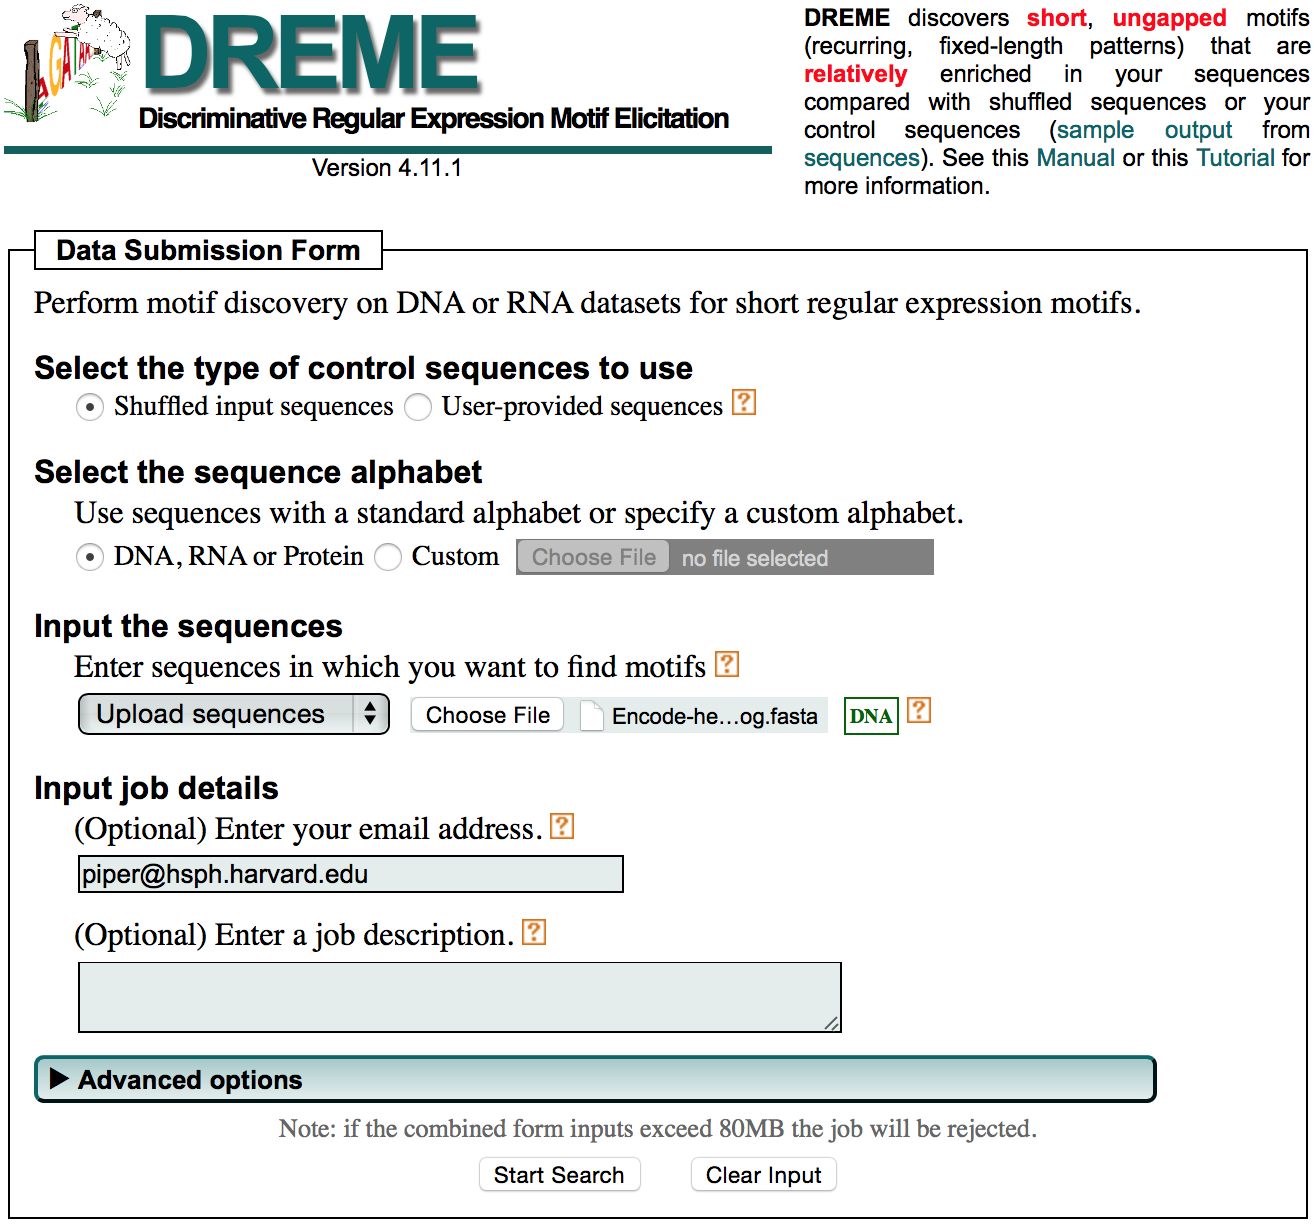 DREME
Discriminative Regular Expression Motif Elicitation
Version 4.11.1
DREME discovers short, ungapped motifs
(recurring, fixed-length patterns) that are
relatively enriched in your sequences
compared with shuffled sequences or your
control sequences (sample output from
sequences). See this Manual or this Tutorial for
more information.
Data Submission Form
Perform motif discovery on DNA or RNA datasets for short regular expression motifs.
Select the type of control sequences to use
Shuffled input sequences User-provided sequences ?
Select the sequence alphabet
Use sequences with a standard alphabet or specify a custom alphabet.
DNA, RNA or Protein Custom Choose File no file selected
Input the sequences
Enter sequences in which you want to find motifs ?
Upload sequences Choose File Encode-he...og.fasta DNA ?
Input job details
(Optional) Enter your email address. ?
piper@hsph.harvard.edu
(Optional) Enter a job description. ?
Advanced options
Note: if the combined form inputs exceed 80MB the job will be rejected.
Start Search Clear Input